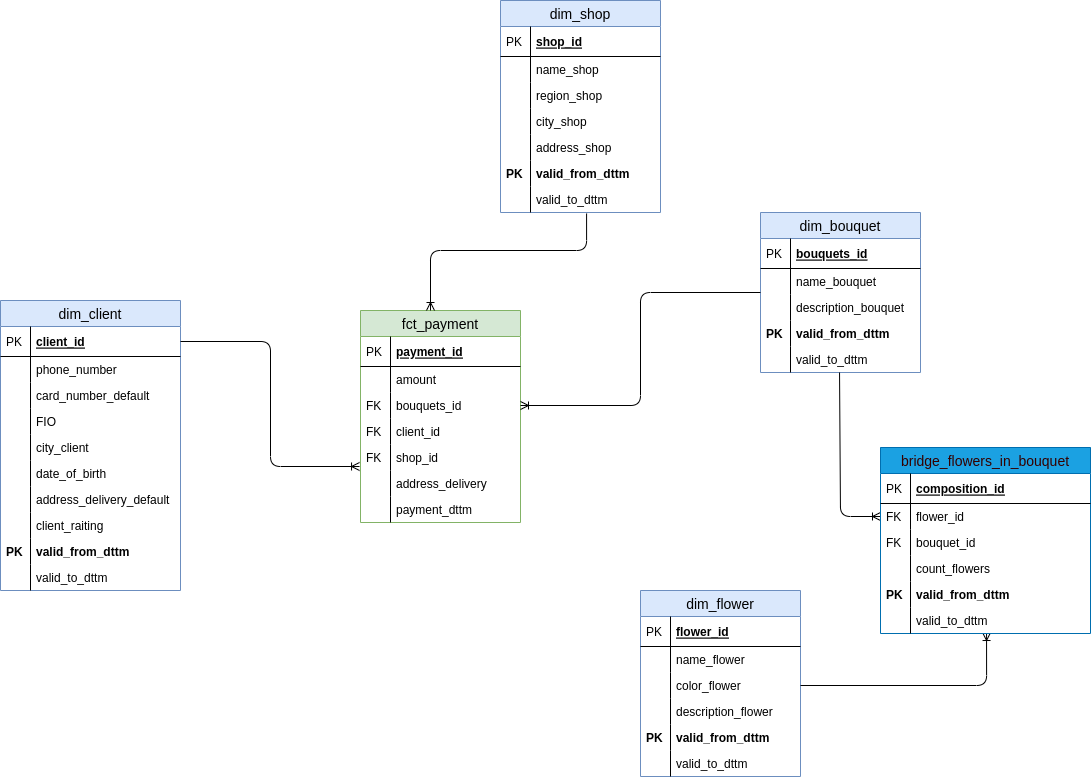 dim_shop
PK shop_id
name_shop
region_shop
city_shop
address_shop
PK valid_from_dttm
valid_to_dttm
dim_bouquet
PK bouquets_id
name_bouquet
description_bouquet
PK valid_from_dttm
valid_to_dttm
dim_client
PK client_id
phone_number
card_number_default
FIO
city_client
date_of_birth
address_delivery_default
client_raiting
PK valid_from_dttm
valid_to_dttm
fct_payment
PK payment_id
amount
FK bouquets_id
FK client_id
FK shop_id
address_delivery
payment_dttm
bridge_flowers_in_bouquet
PK composition_id
FK flower_id
FK bouquet_id
count_flowers
PK valid_from_dttm
valid_to_dttm
dim_flower
PK flower_id
name_flower
color_flower
description_flower
PK valid_from_dttm
valid_to_dttm